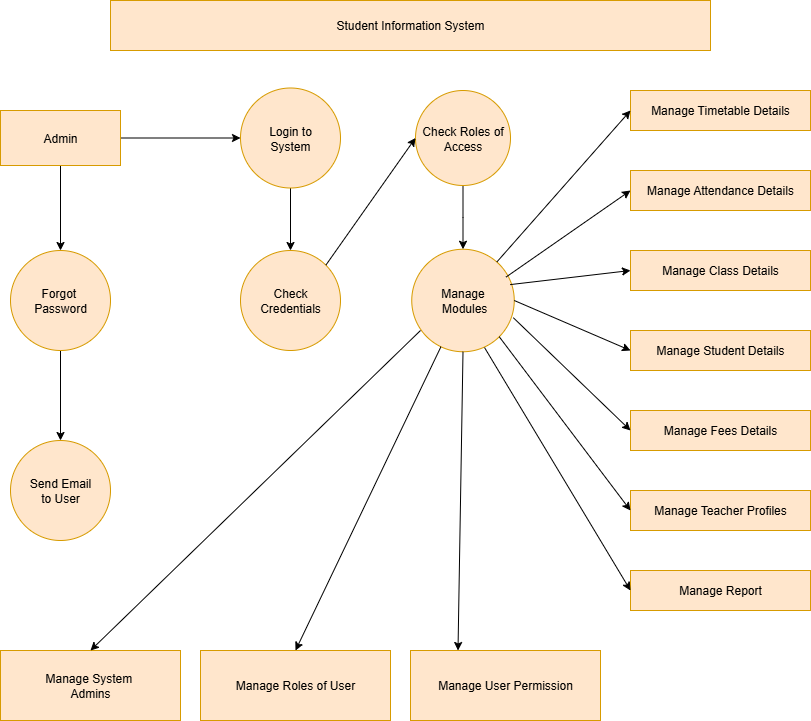 Student Information System
Admin
Login to
System
Check Roles of
Access
Manage Timetable Details
Manage Attendance Details
Manage Class Details
Manage Student Details
Manage Fees Details
Manage Teacher Profiles
Manage Report
Forgot
Password
Check
Credentials
Manage
Modules
Send Email
to User
Manage System
Admins
Manage Roles of User
Manage User Permission